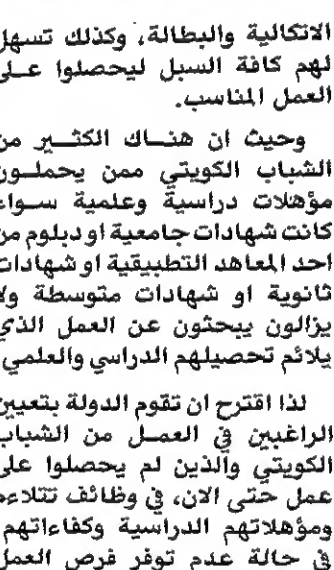 الاتكالية والبطالة، وكذلك تسهل
لهم كافة السبل ليحصلوا على
العمل المناسب.
وحيث ان هناك الكثير من
الشباب الكويتي ممن يحملون
مؤهلات دراسية وعلمية سواء
كانت شهادات جامعية او دبلوم من
احد المعاهد التطبيقية او شهادات
ثانوية او شهادات متوسطة ولا
يزالون يبحثون عن العمل الذي
يلائم تحصيلهم الدراسي والعلمي
لذا اقترح ان تقوم الدولة بتعيين
الراغبين في العمل من الشباب
الكويتي والذين لم يحصلوا على
عمل حتى الان، في وظائف تتلاءم
ومؤهلاتهم الدراسية وكفاءاتهم
في حالة عدم توفر فرص العمل